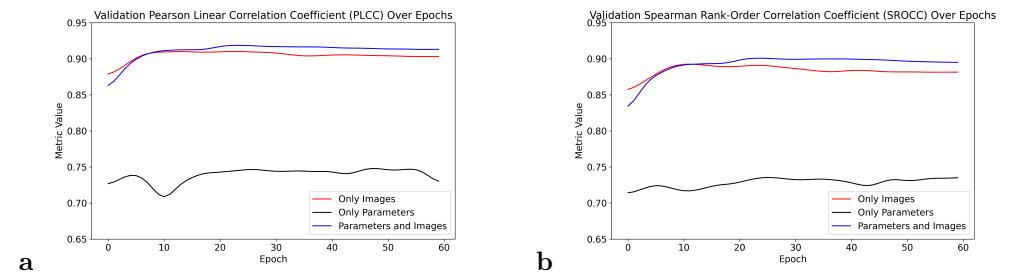 Validation Pearson Linear Correlation Coefficient (PLCC) Over Epochs
0.95
0.90
0.85
0.80
0.75
0.70
0.65
Metric Value
0 10 20 30 40 50 60
Epoch
Only Images
Only Parameters
Parameters and Images
a
Validation Spearman Rank-Order Correlation Coefficient (SROCC) Over Epochs
0.95
0.90
0.85
0.80
0.75
0.70
0.65
Metric Value
0 10 20 30 40 50 60
Epoch
Only Images
Only Parameters
Parameters and Images
b